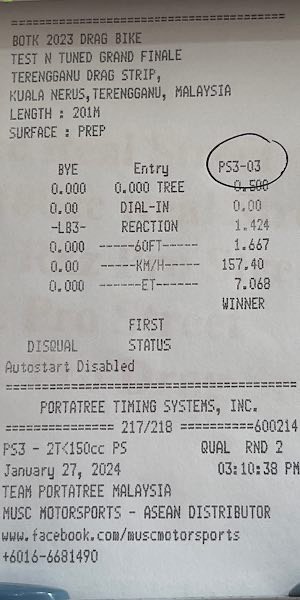 ====================================
BOTK 2023 DRAG BIKE
TEST N TUNED GRAND FINALE
TERENGGANU DRAG STRIP,
KUALA NERUS,TERENGGANU, MALAYSIA
LENGTH : 201M
SURFACE : PREP
BYE Entry PS3-03
0.000 0.000 TREE 0.500
0.00 DIAL-IN 0.00
-LB3- REACTION 1.424
0.000 ------60FT------ 1.667
0.00 -----KM/H----- 157.40
0.000 ------ET------ 7.068
WINNER
FIRST
DISQUAL STATUS
Autostart Disabled
====================================
PORTATREE TIMING SYSTEMS, INC.
============== 217/218 ==========600214
PS3 - 2T<150cc PS QUAL RND 2
January 27, 2024 03:10:38 PM
TEAM PORTATREE MALAYSIA
MUSC MOTORSPORTS - ASEAN DISTRIBUTOR
www.facebook.com/muscmotorsports
+6016-6681490